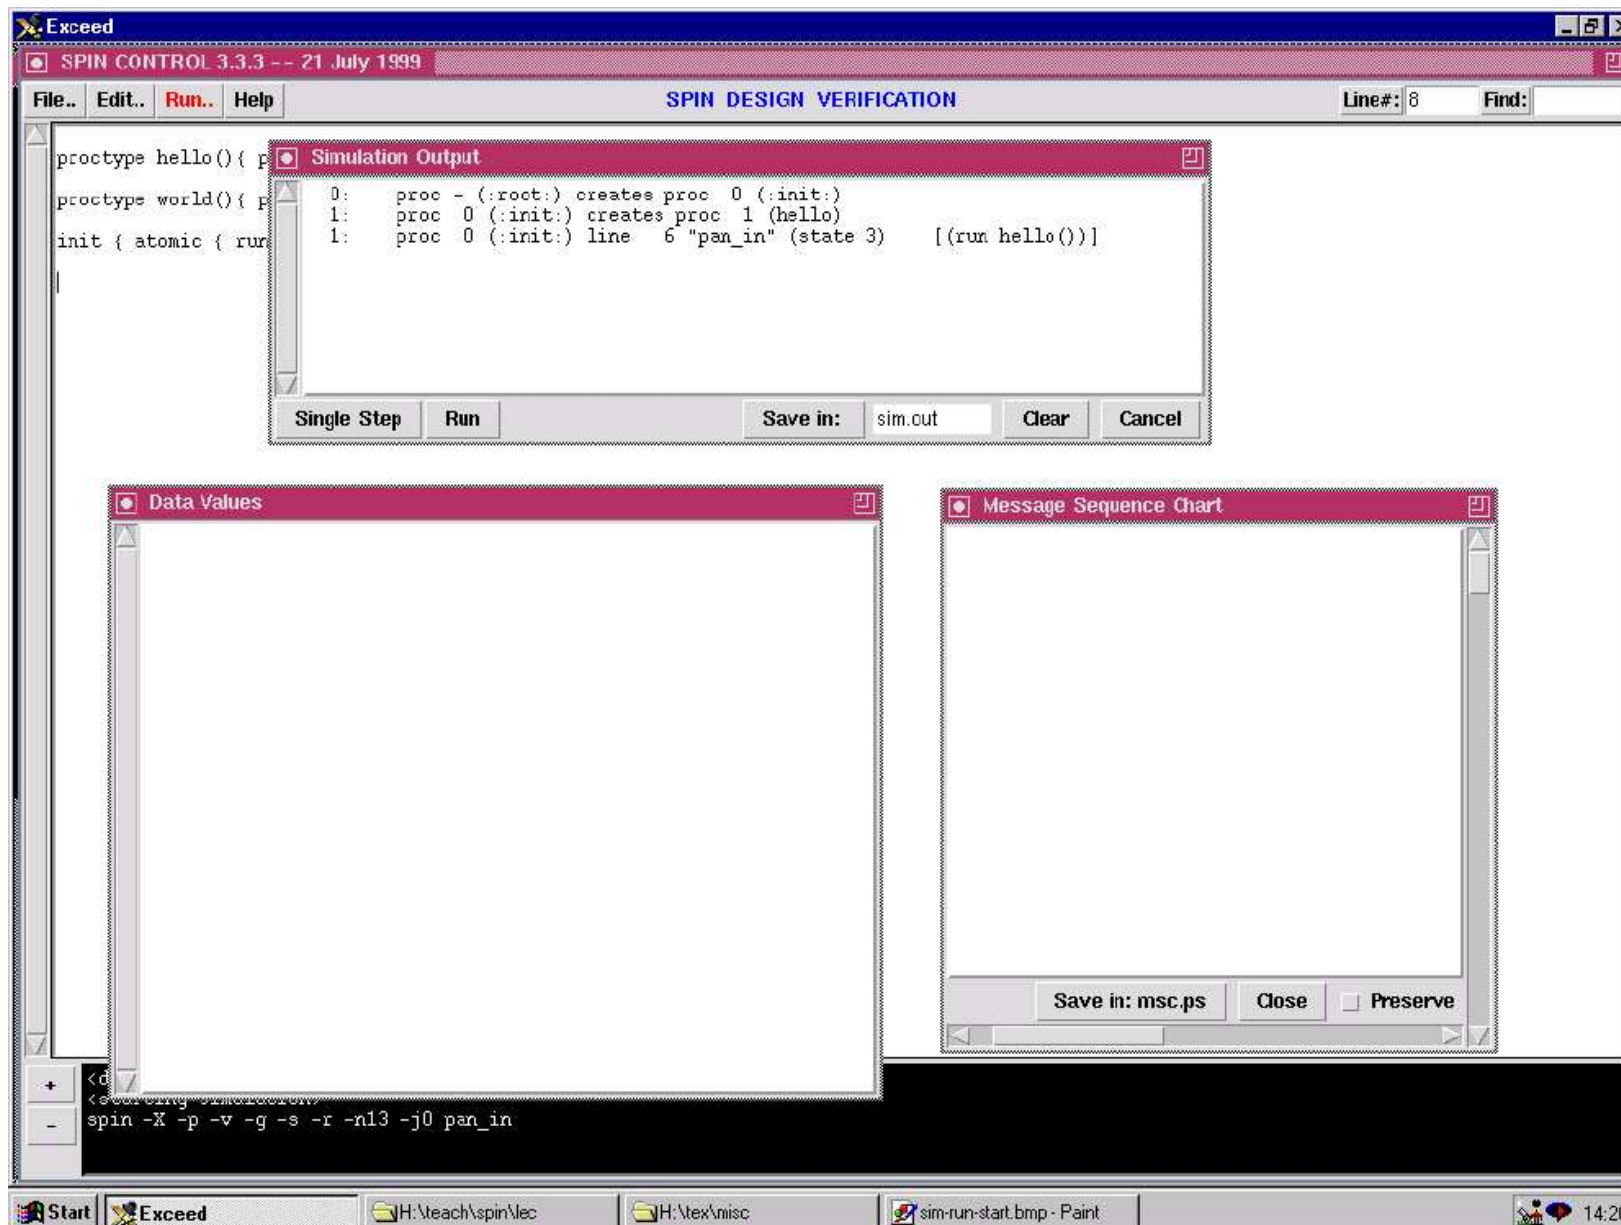 Exceed
SPIN CONTROL 3.3.3 -- 21 July 1999
File.. Edit.. Run.. Help SPIN DESIGN VERIFICATION Line#: 8 Find:
proctype hello(){ p
proctype world(){ p
init { atomic { run
Simulation Output
0: proc - (:root:) creates proc 0 (:init:)
1: proc 0 (:init:) creates proc 1 (hello)
1: proc 0 (:init:) line 6 "pan_in" (state 3) [(run hello())]
Single Step Run Save in: sim.out Clear Cancel
Data Values
Message Sequence Chart
Save in: msc.ps Close Preserve
+ <d
<starting simulation>
- spin -X -p -v -g -s -r -n13 -j0 pan_in
Start Exceed H:\teach\spin\lec H:\tex\misc sim-run-start.bmp - Paint